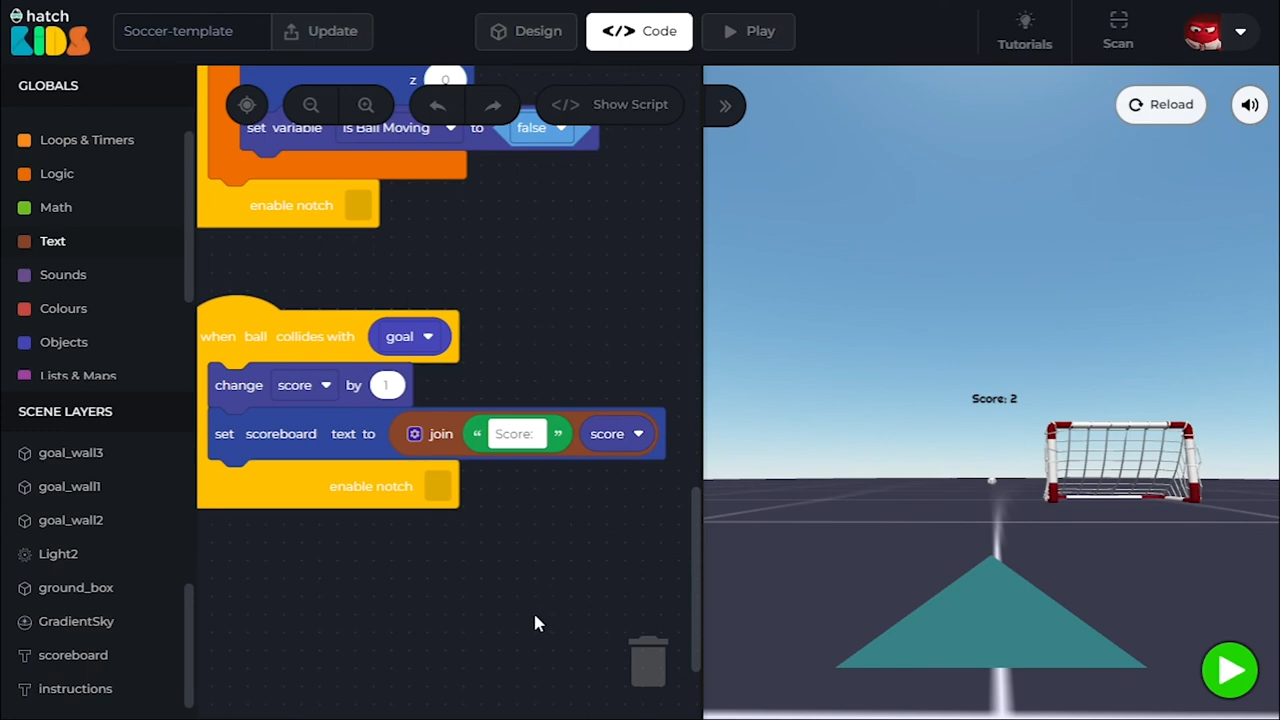 hatch
KIDS
Soccer-template
Update
Design
</> Code
Play
Tutorials
Scan
GLOBALS
Loops & Timers
Logic
Math
Text
Sounds
Colours
Objects
Lists & Maps
SCENE LAYERS
goal_wall3
goal_wall1
goal_wall2
Light2
ground_box
GradientSky
scoreboard
instructions
z 0
</> Show Script
set variable Is Ball Moving to false
enable notch
when ball collides with goal
change score by 1
set scoreboard text to join “ Score: ” score
enable notch
Reload
Score: 2